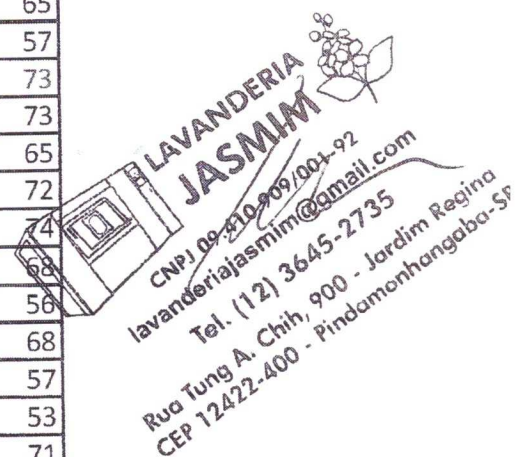 65
57
73
73
65
72
74
68
56
68
57
53
71
LAVANDERIA
JASMIM
CNPJ 09.410.909/001-92
lavanderiajasmim@gmail.com
Tel. (12) 3645-2735
Rua Tung A. Chih, 900 - Jardim Regina
CEP 12422-400 - Pindamonhangaba-SP